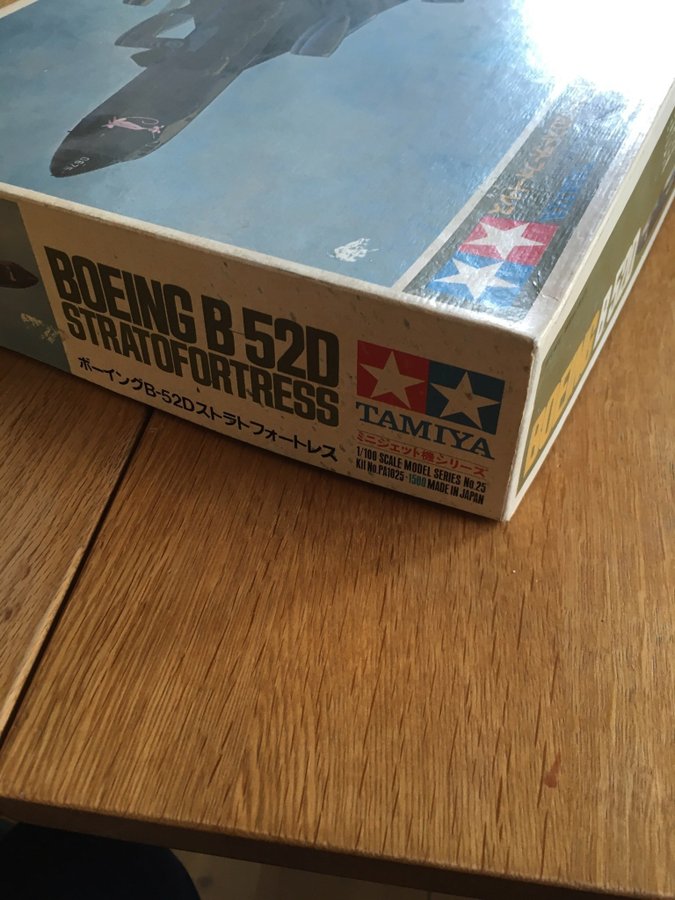 BOEING B 52D
STRATOFORTRESS
ボーイングB-52Dストラトフォートレス
TAMIYA
ミニジェット機シリーズ
1/100 SCALE MODEL SERIES No.25
Kit No.PA1025・1500 MADE IN JAPAN
BOEING B-52D